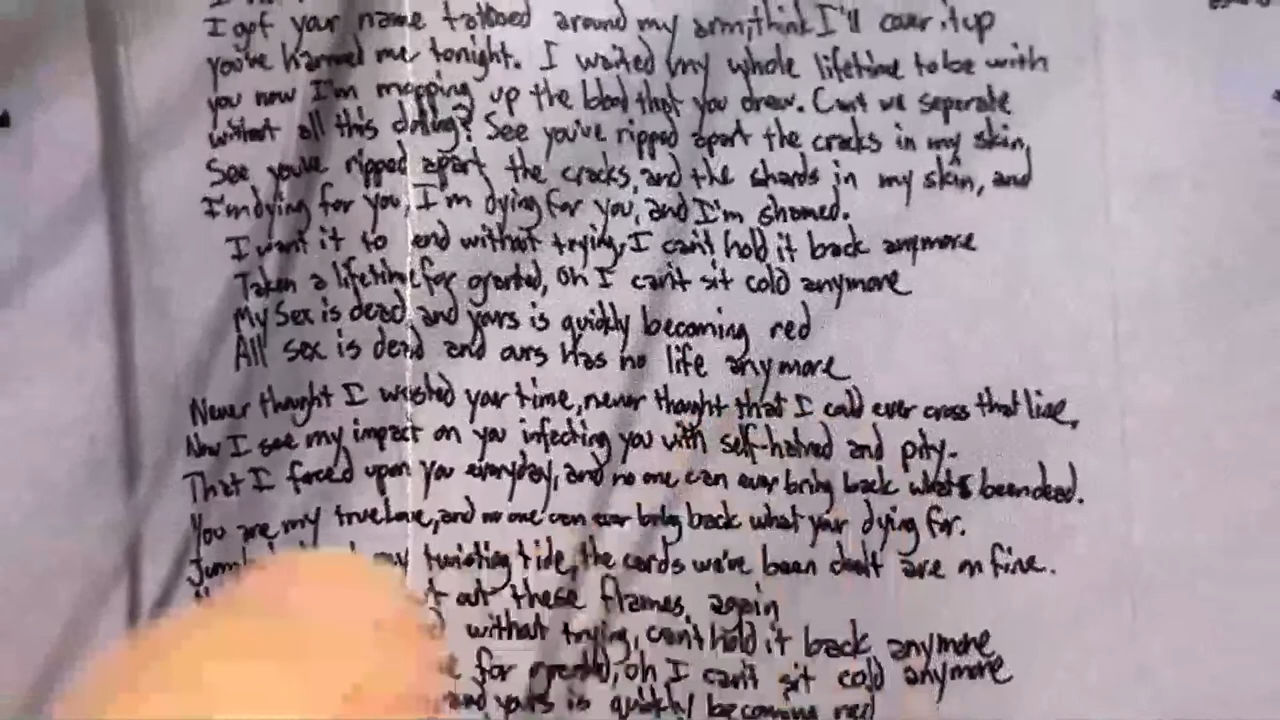 I got your name tattooed around my arm, think I'll cover it up
you've harmed me tonight. I waited my whole lifetime to be with
you now I'm mopping up the blood that you drew. Can't we separate
without all this dying? See you've ripped apart the cracks in my skin,
See you've ripped apart the cracks, and the shards in my skin, and
I'm dying for you, I'm dying for you, and I'm shamed.
I want it to end without trying, I can't hold it back anymore
Taken a lifetime for granted, oh I can't sit cold anymore
My Sex is dead and yours is quickly becoming red
All sex is dead and ours has no life anymore
Never thought I wasted your time, never thought that I could ever cross that line,
Now I see my impact on you infecting you with self-hatred and pity.
That I forced upon you everyday, and no one can ever bring back what's been dead.
You are my true love, and no one can ever bring back what your dying for.
my twisting tide, the cards we've been dealt are fine.
out these flames, again
without trying, can't hold it back anymore
for granted, oh I can't sit cold anymore
and yours is quickly becoming red